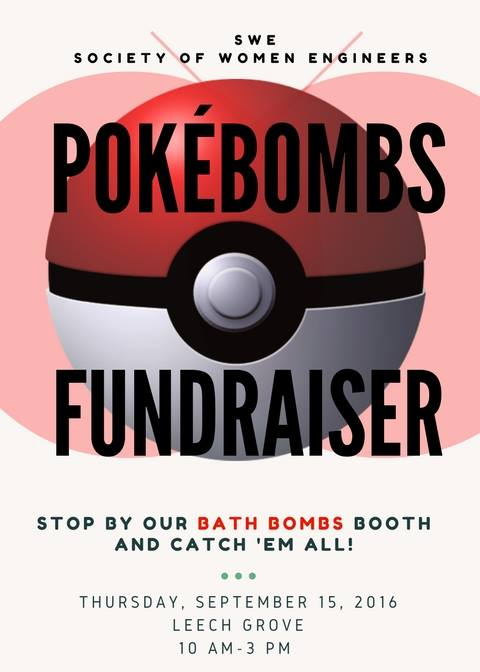 SWE
SOCIETY OF WOMEN ENGINEERS
POKÉBOMBS
FUNDRAISER
STOP BY OUR BATH BOMBS BOOTH
AND CATCH 'EM ALL!
THURSDAY, SEPTEMBER 15, 2016
LEECH GROVE
10 AM-3 PM